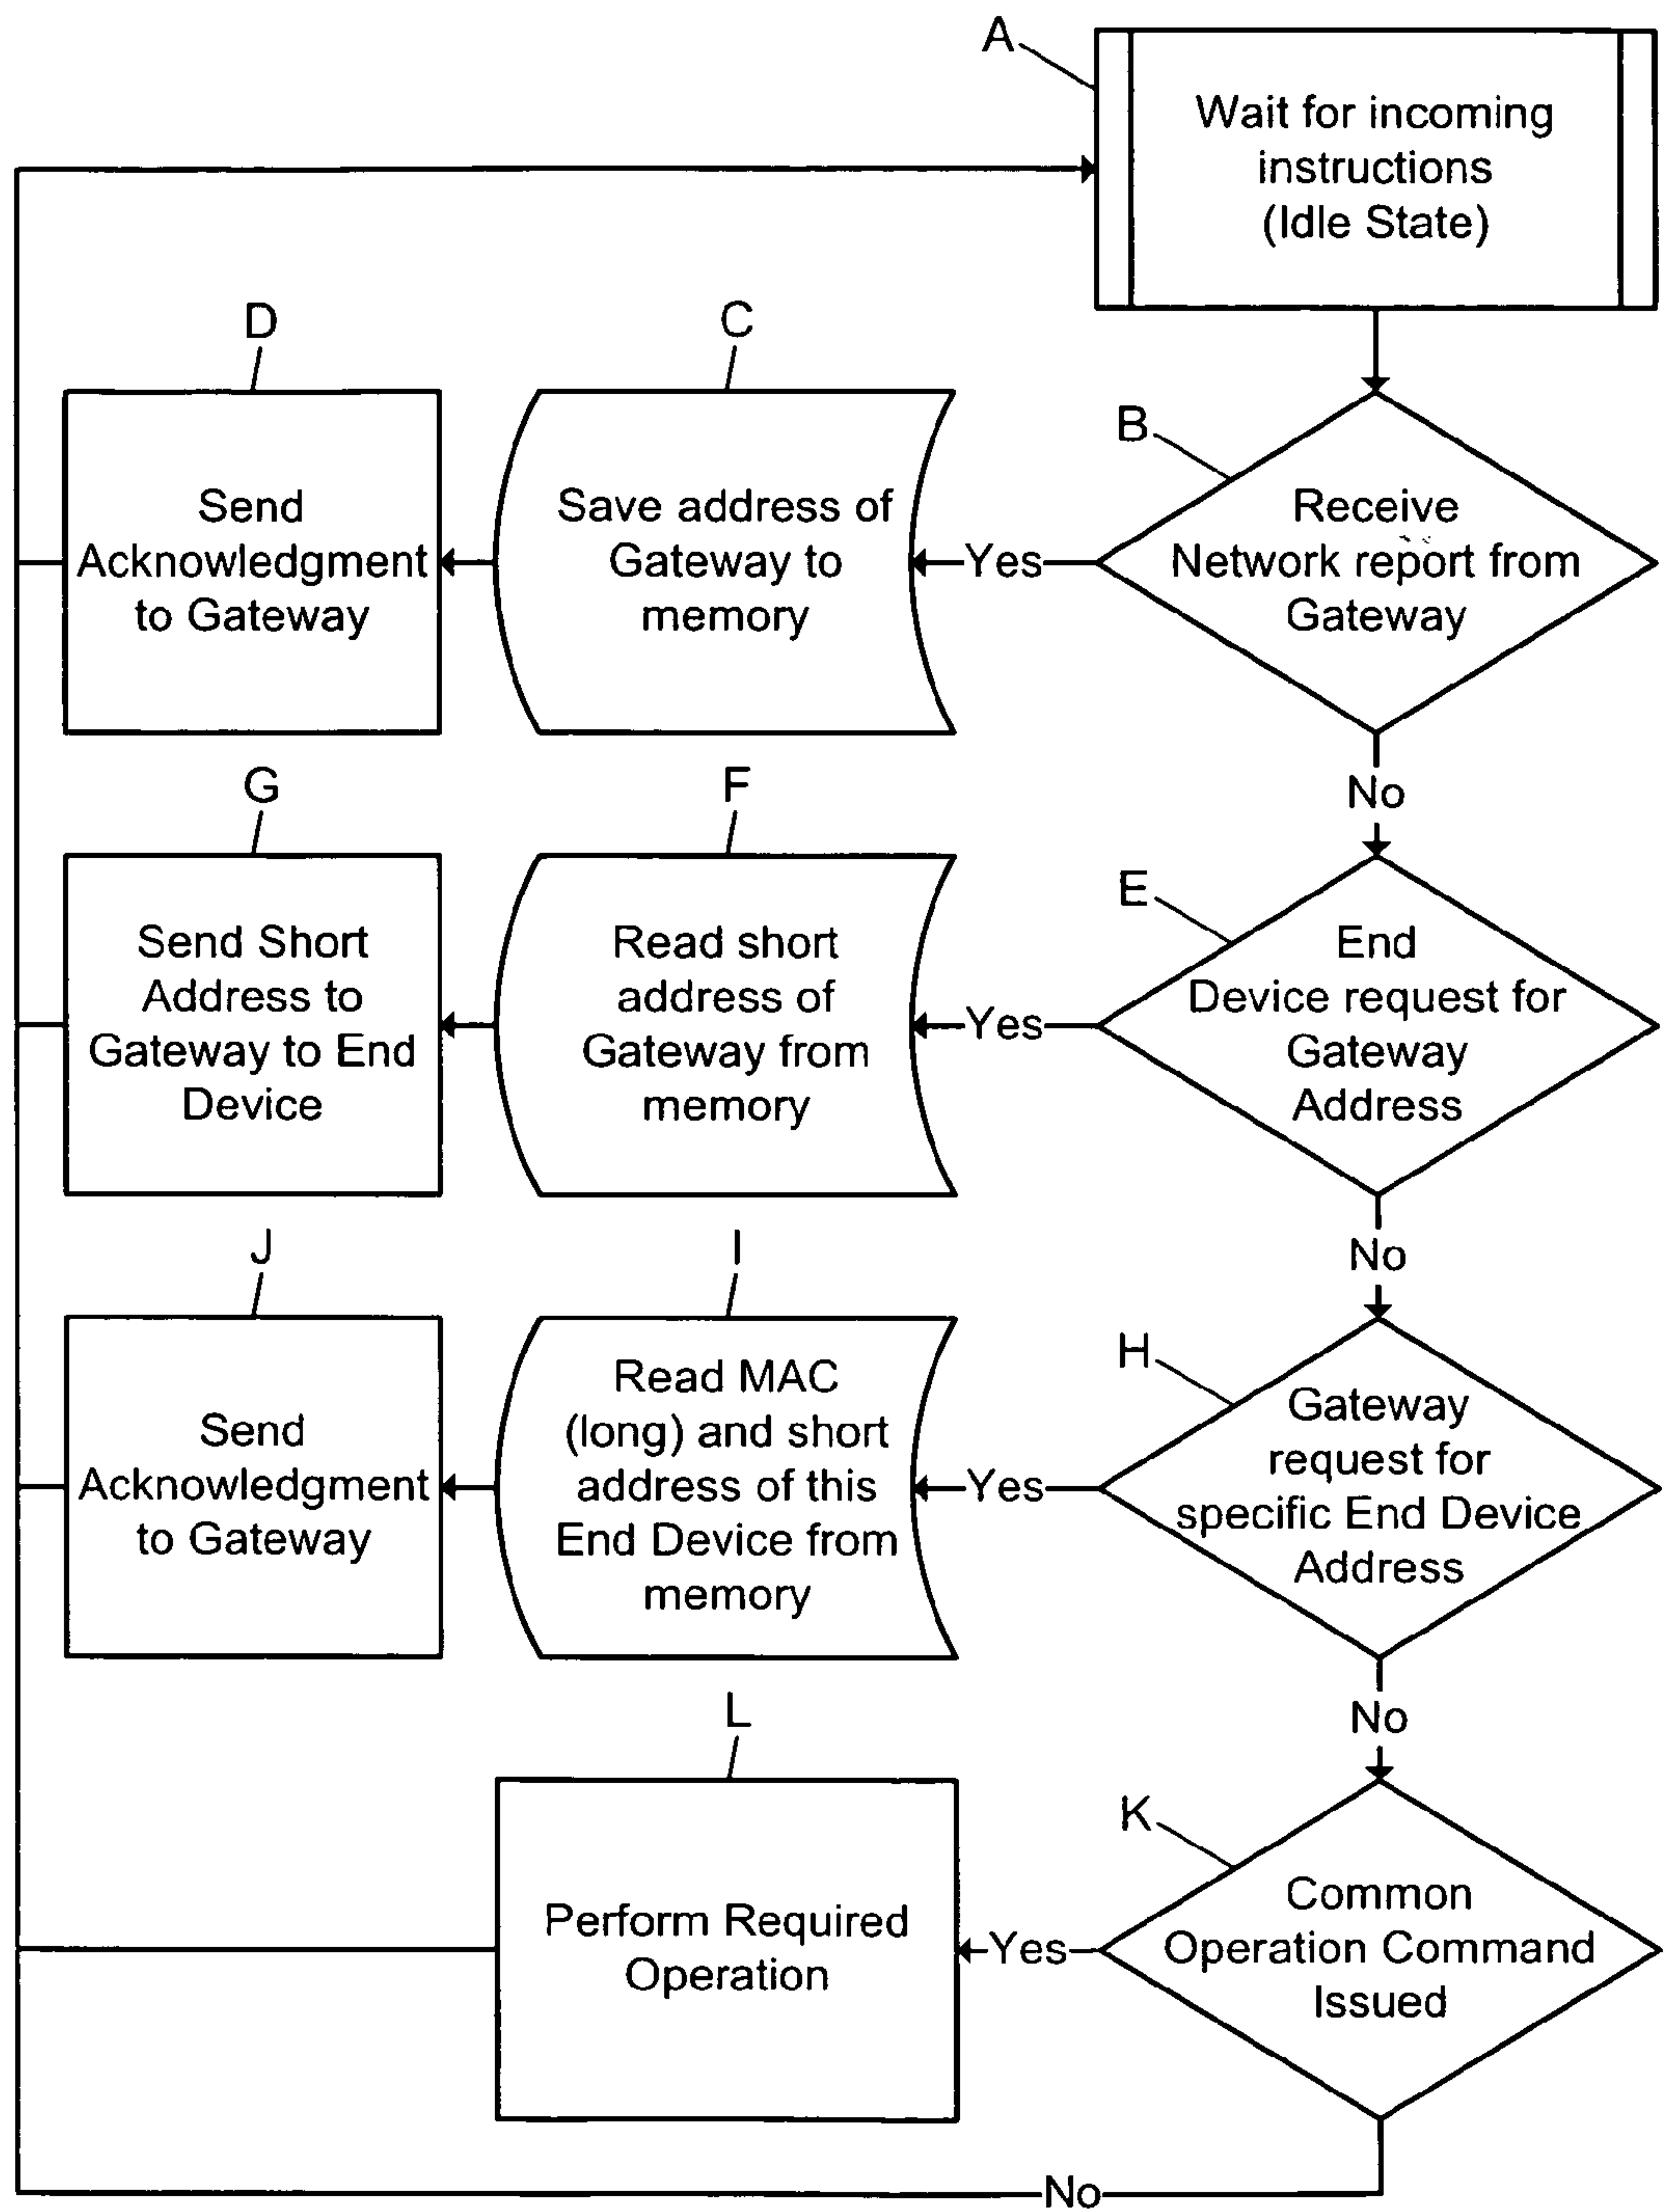 A
Wait for incoming
instructions
(Idle State)
D
C
B
Send
Acknowledgment
to Gateway
Save address of
Gateway to
memory
Yes
Receive
Network report from
Gateway
No
G
F
E
Send Short
Address to
Gateway to End
Device
Read short
address of
Gateway from
memory
Yes
End
Device request for
Gateway
Address
No
J
I
H
Send
Acknowledgment
to Gateway
Read MAC
(long) and short
address of this
End Device from
memory
Yes
Gateway
request for
specific End Device
Address
No
L
K
Perform Required
Operation
Yes
Common
Operation Command
Issued
No